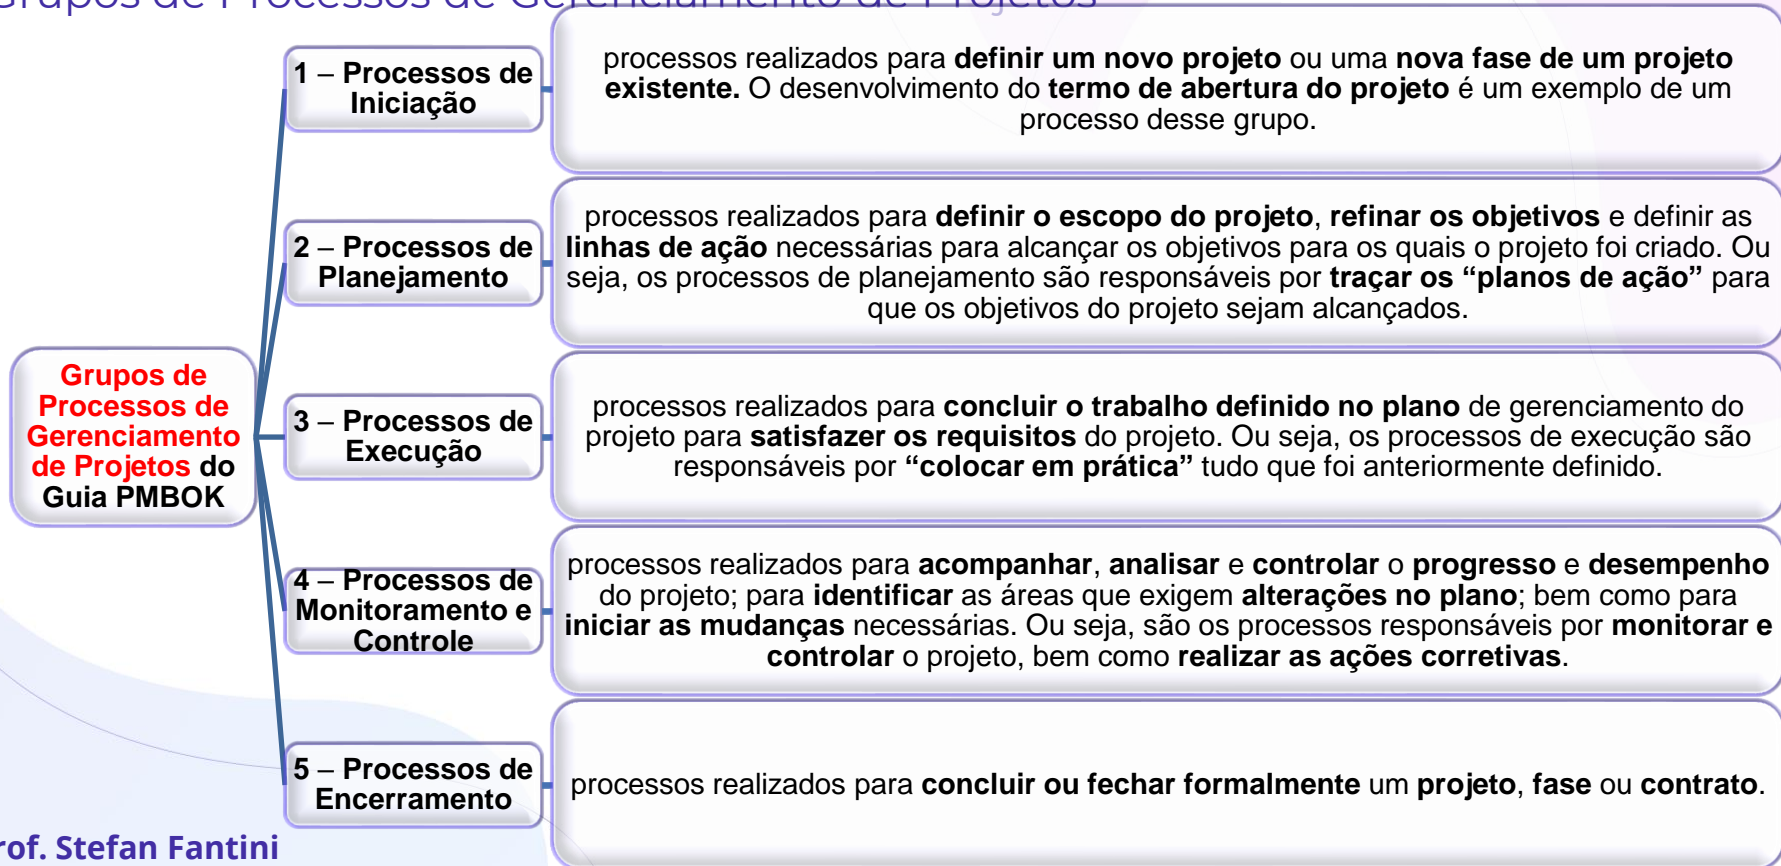 Grupos de Processos de Gerenciamento de Projetos
1 – Processos de
Iniciação
processos realizados para definir um novo projeto ou uma nova fase de um projeto
existente. O desenvolvimento do termo de abertura do projeto é um exemplo de um
processo desse grupo.
2 – Processos de
Planejamento
processos realizados para definir o escopo do projeto, refinar os objetivos e definir as
linhas de ação necessárias para alcançar os objetivos para os quais o projeto foi criado. Ou
seja, os processos de planejamento são responsáveis por traçar os “planos de ação” para
que os objetivos do projeto sejam alcançados.
Grupos de
Processos de
Gerenciamento
de Projetos do
Guia PMBOK
3 – Processos de
Execução
processos realizados para concluir o trabalho definido no plano de gerenciamento do
projeto para satisfazer os requisitos do projeto. Ou seja, os processos de execução são
responsáveis por “colocar em prática” tudo que foi anteriormente definido.
4 – Processos de
Monitoramento e
Controle
processos realizados para acompanhar, analisar e controlar o progresso e desempenho
do projeto; para identificar as áreas que exigem alterações no plano; bem como para
iniciar as mudanças necessárias. Ou seja, são os processos responsáveis por monitorar e
controlar o projeto, bem como realizar as ações corretivas.
5 – Processos de
Encerramento
processos realizados para concluir ou fechar formalmente um projeto, fase ou contrato.
rof. Stefan Fantini